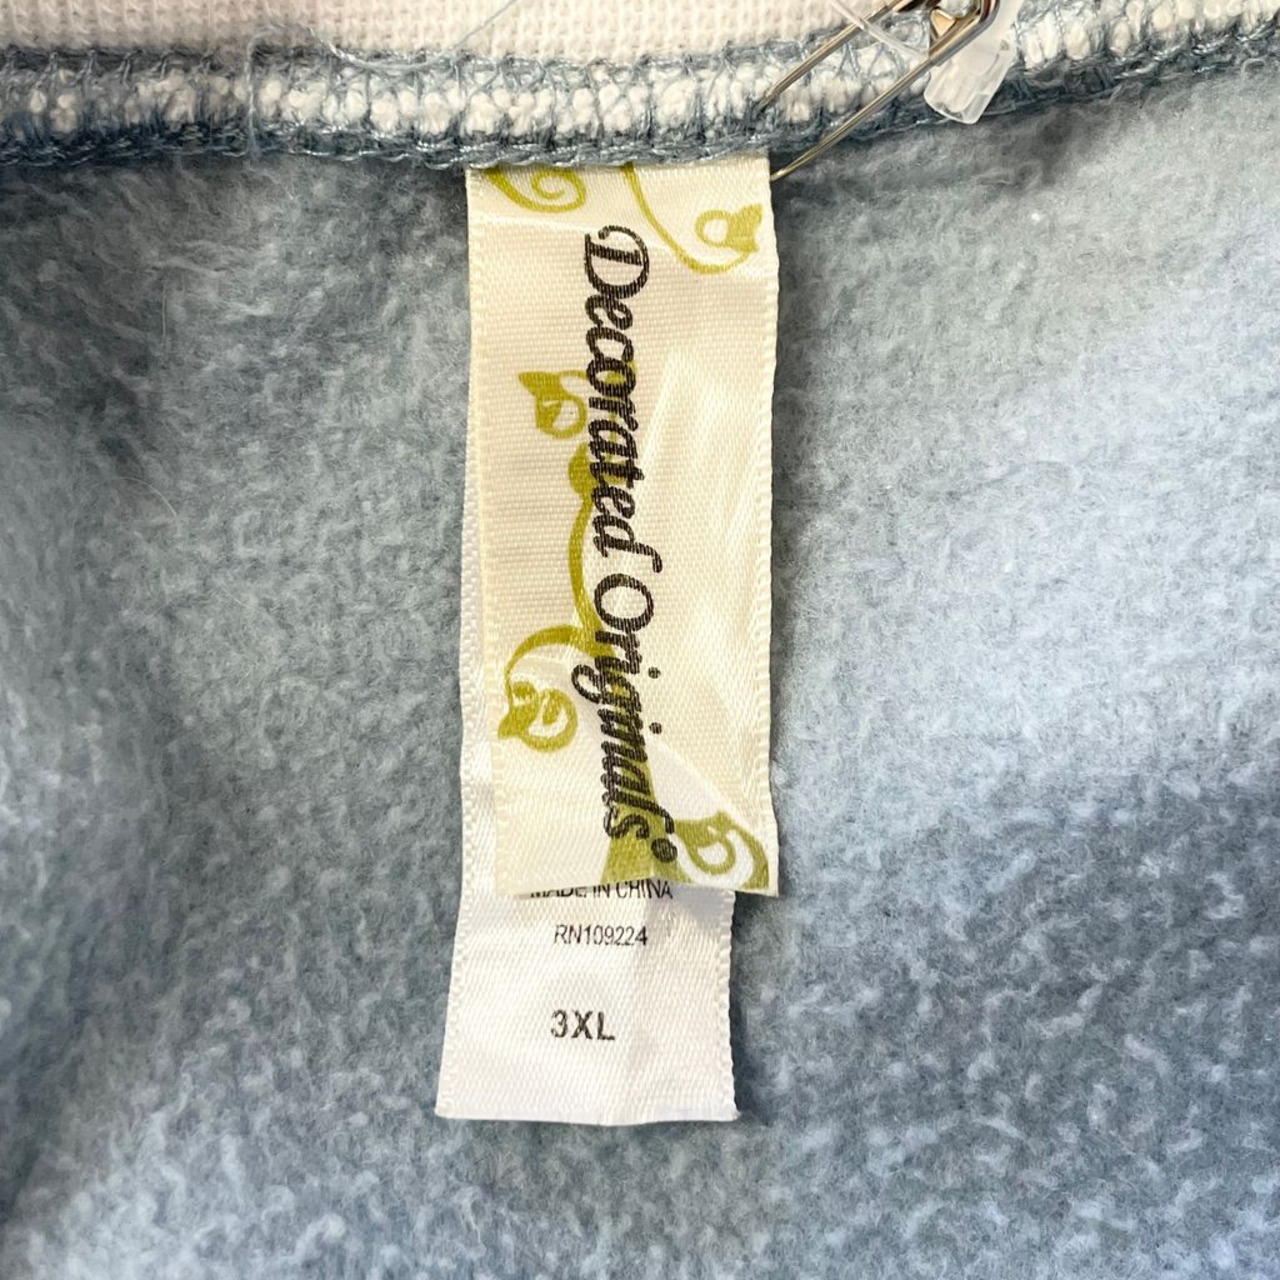 Decorated Originals®
MADE IN CHINA
RN109224
3XL